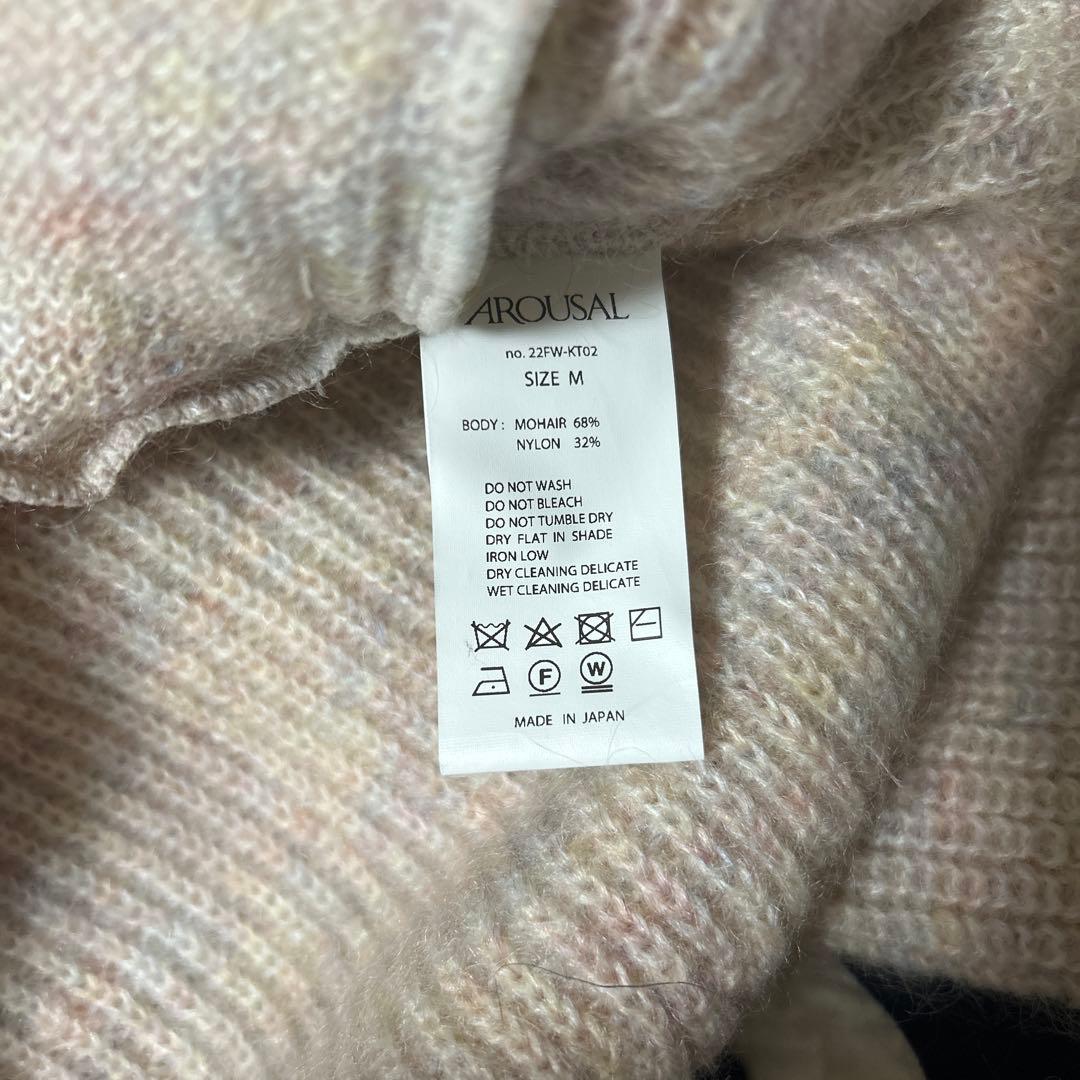 AROUSAL
no. 22FW-KT02
SIZE M
BODY : MOHAIR 68%
NYLON 32%
DO NOT WASH
DO NOT BLEACH
DO NOT TUMBLE DRY
DRY FLAT IN SHADE
IRON LOW
DRY CLEANING DELICATE
WET CLEANING DELICATE
F W
MADE IN JAPAN